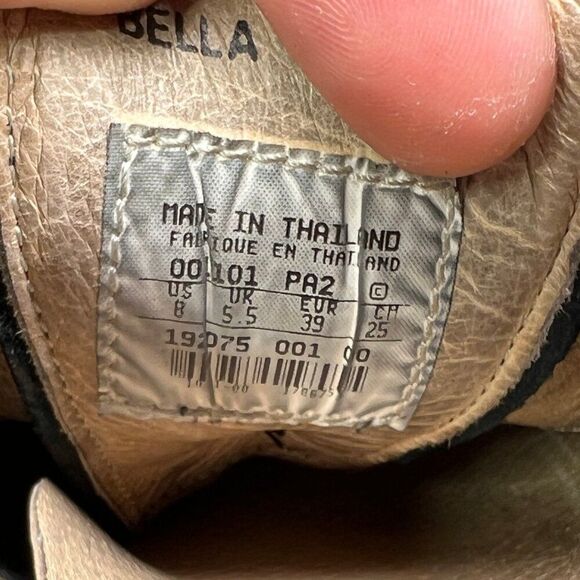 BELLA
MADE IN THAILAND
FABRIQUE EN THAILAND
001101 PA2 ©
US UK EUR CM
8 5.5 39 25
192075 001 00